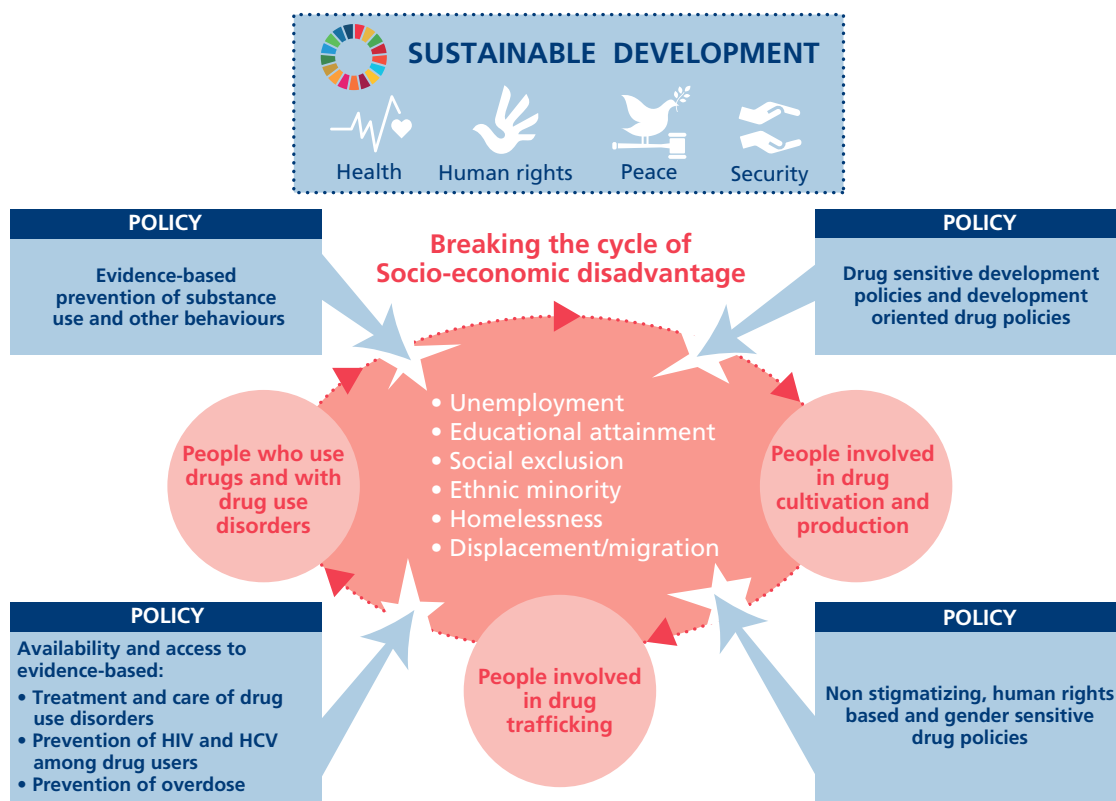 SUSTAINABLE DEVELOPMENT
Health
Human rights
Peace
Security
POLICY
Evidence-based
prevention of substance
use and other behaviours
Breaking the cycle of
Socio-economic disadvantage
POLICY
Drug sensitive development
policies and development
oriented drug policies
People who use
drugs and with
drug use
disorders
• Unemployment
• Educational attainment
• Social exclusion
• Ethnic minority
• Homelessness
• Displacement/migration
People involved
in drug
cultivation and
production
POLICY
Availability and access to
evidence-based:
• Treatment and care of drug
use disorders
• Prevention of HIV and HCV
among drug users
• Prevention of overdose
People involved
in drug
trafficking
POLICY
Non stigmatizing, human rights
based and gender sensitive
drug policies